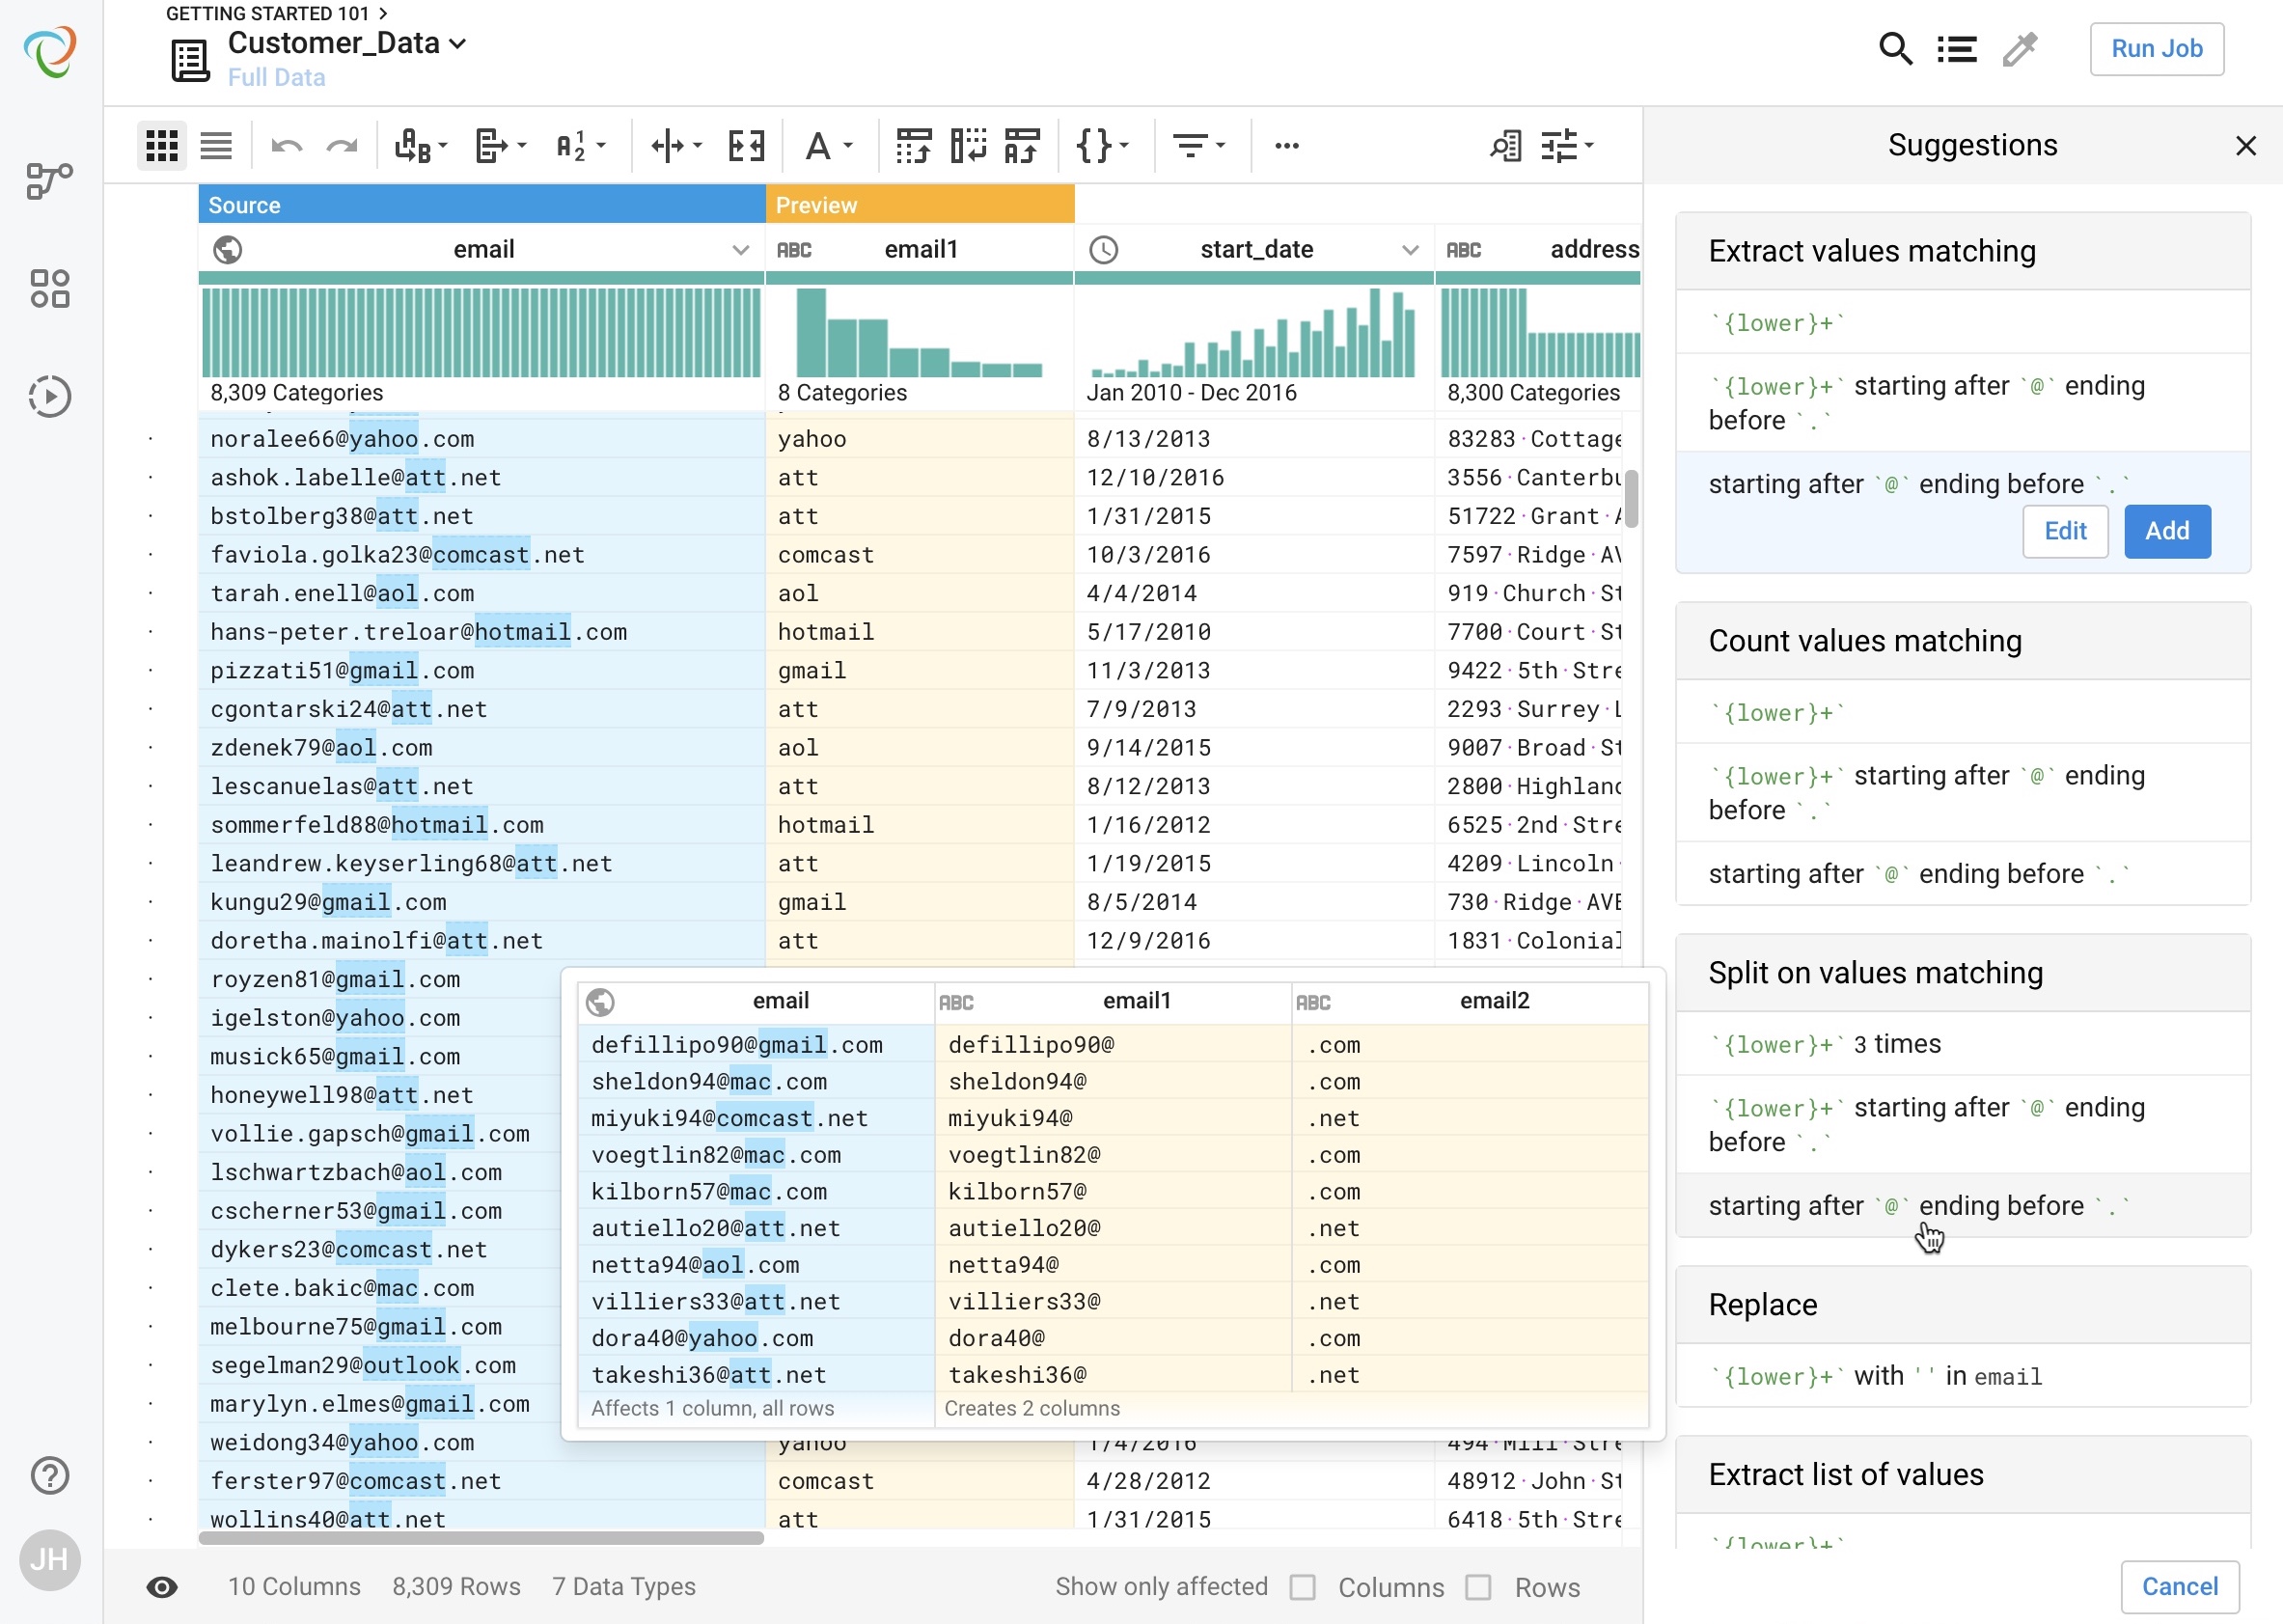 GETTING STARTED 101 >
Customer_Data
Full Data
Run Job
Suggestions
Source
Preview
email
ABC
email1
start_date
ABC
address
8,309 Categories
8 Categories
Jan 2010 - Dec 2016
8,300 Categories
noralee66@yahoo.com yahoo 8/13/2013 83283·Cottage
ashok.labelle@att.net att 12/10/2016 3556·Canterbu
bstolberg38@att.net att 1/31/2015 51722·Grant·A
faviola.golka23@comcast.net comcast 10/3/2016 7597·Ridge·AV
tarah.enell@aol.com aol 4/4/2014 919·Church·St
hans-peter.treloar@hotmail.com hotmail 5/17/2010 7700·Court·St
pizzati51@gmail.com gmail 11/3/2013 9422·5th·Stre
cgontarski24@att.net att 7/9/2013 2293·Surrey·L
zdenek79@aol.com aol 9/14/2015 9007·Broad·St
lescanuelas@att.net att 8/12/2013 2800·Highland
sommerfeld88@hotmail.com hotmail 1/16/2012 6525·2nd·Stre
leandrew.keyserling68@att.net att 1/19/2015 4209·Lincoln·
kungu29@gmail.com gmail 8/5/2014 730·Ridge·AVE
doretha.mainolfi@att.net att 12/9/2016 1831·Colonial
royzen81@gmail.com
igelston@yahoo.com
musick65@gmail.com
honeywell98@att.net
vollie.gapsch@gmail.com
lschwartzbach@aol.com
cscherner53@gmail.com
dykers23@comcast.net
clete.bakic@mac.com
melbourne75@gmail.com
segelman29@outlook.com
marylyn.elmes@gmail.com
weidong34@yahoo.com yahoo 1/4/2016 494·Mill·Stre
ferster97@comcast.net comcast 4/28/2012 48912·John·St
wollins40@att.net att 1/31/2015 6418·5th·Stre
email ABC email1 ABC email2
defillipo90@gmail.com defillipo90@ .com
sheldon94@mac.com sheldon94@ .com
miyuki94@comcast.net miyuki94@ .net
voegtlin82@mac.com voegtlin82@ .com
kilborn57@mac.com kilborn57@ .com
autiello20@att.net autiello20@ .net
netta94@aol.com netta94@ .com
villiers33@att.net villiers33@ .net
dora40@yahoo.com dora40@ .com
takeshi36@att.net takeshi36@ .net
Affects 1 column, all rows Creates 2 columns
Extract values matching
`{lower}+`
`{lower}+` starting after `@` ending
before `.`
starting after `@` ending before `.`
Edit
Add
Count values matching
`{lower}+`
`{lower}+` starting after `@` ending
before `.`
starting after `@` ending before `.`
Split on values matching
`{lower}+` 3 times
`{lower}+` starting after `@` ending
before `.`
starting after `@` ending before `.`
Replace
`{lower}+` with '' in email
Extract list of values
`{lower}+`
JH
10 Columns 8,309 Rows 7 Data Types
Show only affected Columns Rows
Cancel